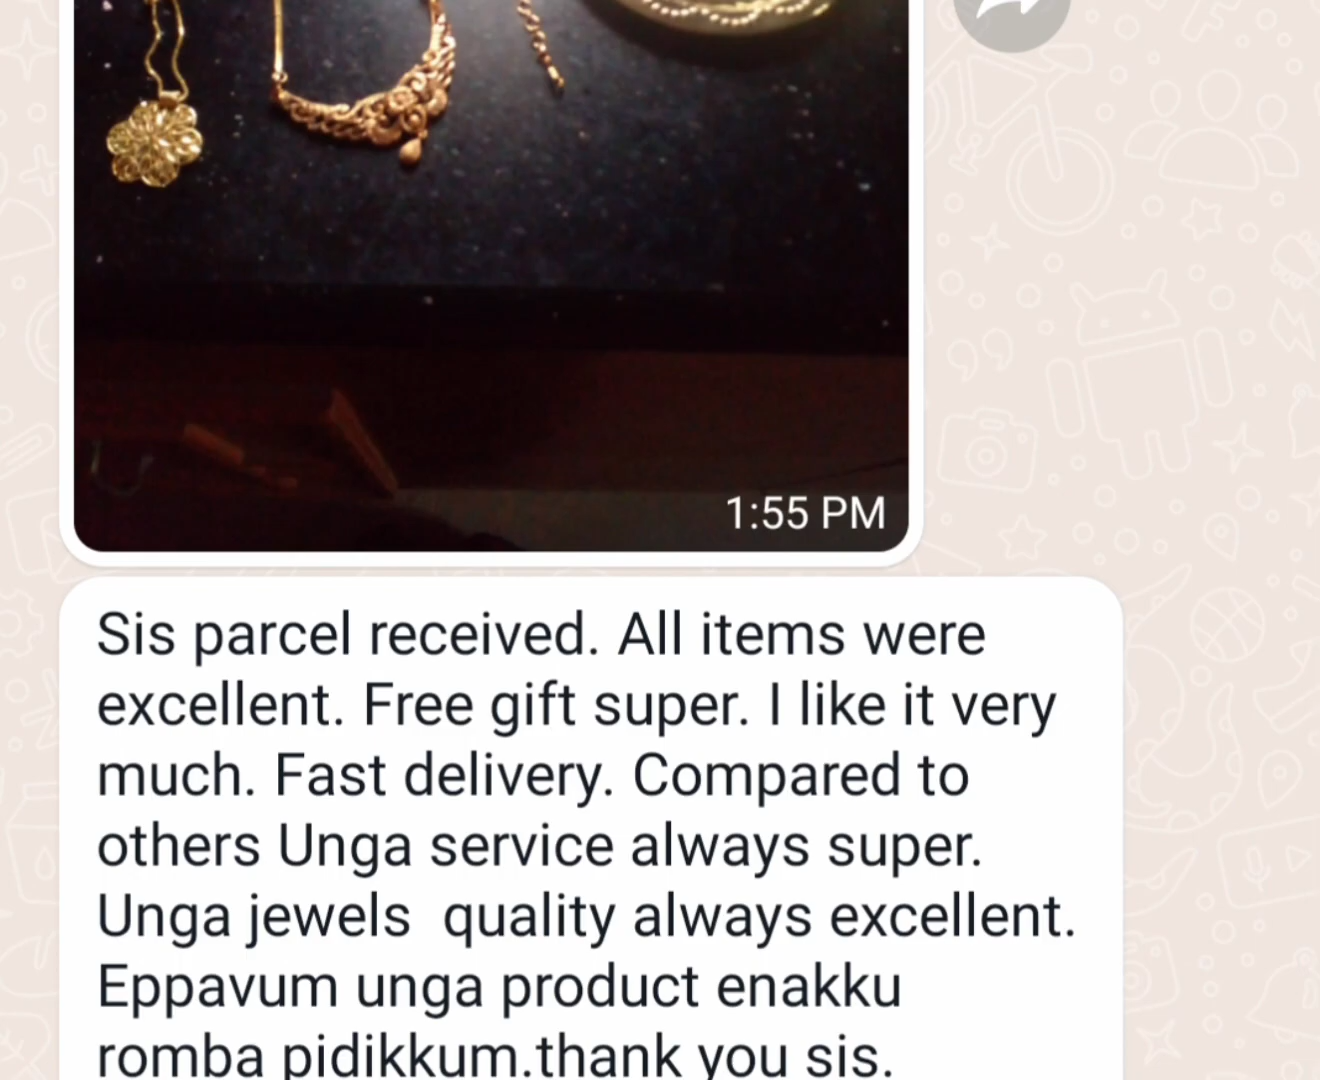 1:55 PM
Sis parcel received. All items were
excellent. Free gift super. I like it very
much. Fast delivery. Compared to
others Unga service always super.
Unga jewels  quality always excellent.
Eppavum unga product enakku
romba pidikkum.thank you sis.